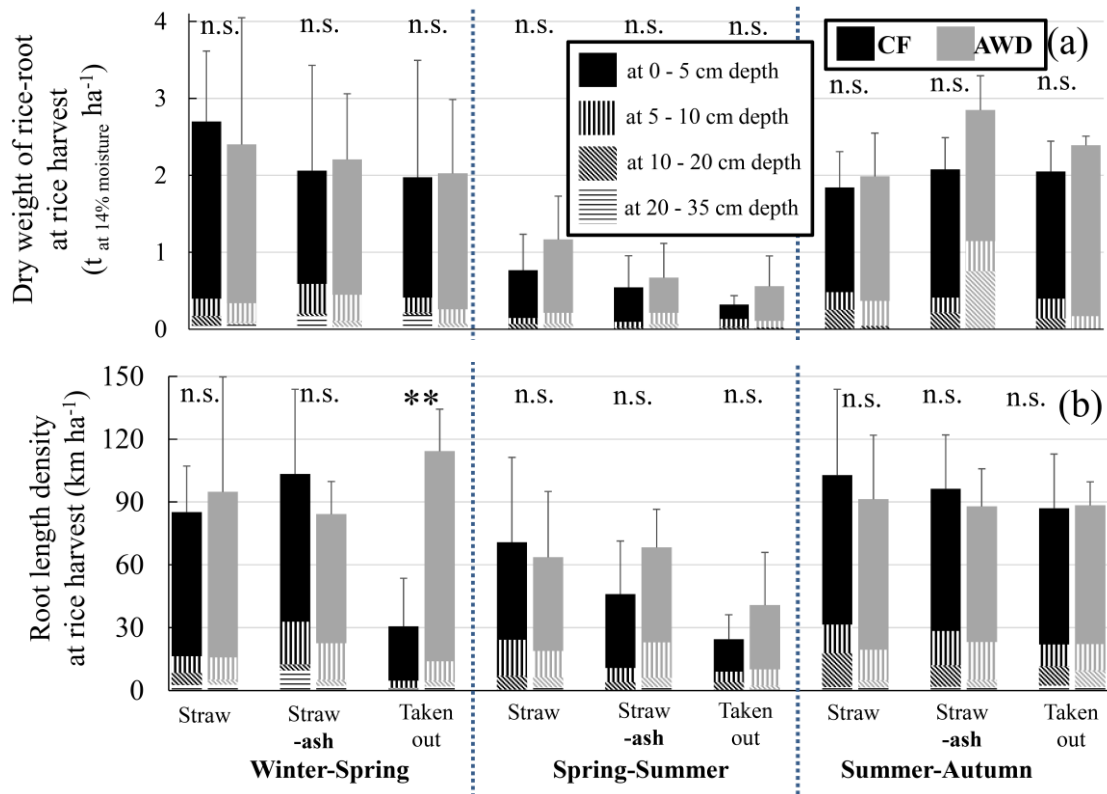 Dry weight of rice-root
at rice harvest
(t at 14% moisture ha-1)
4
3
2
1
0
n.s. n.s. n.s. n.s. n.s. n.s. n.s. n.s. n.s.
CF AWD
(a)
at 0 - 5 cm depth
at 5 - 10 cm depth
at 10 - 20 cm depth
at 20 - 35 cm depth
Root length density
at rice harvest (km ha-1)
150
120
90
60
30
0
n.s. n.s. ** n.s. n.s. n.s. n.s. n.s. n.s.
(b)
Straw Straw Taken Straw Straw Taken Straw Straw Taken
-ash out -ash out -ash out
Winter-Spring Spring-Summer Summer-Autumn